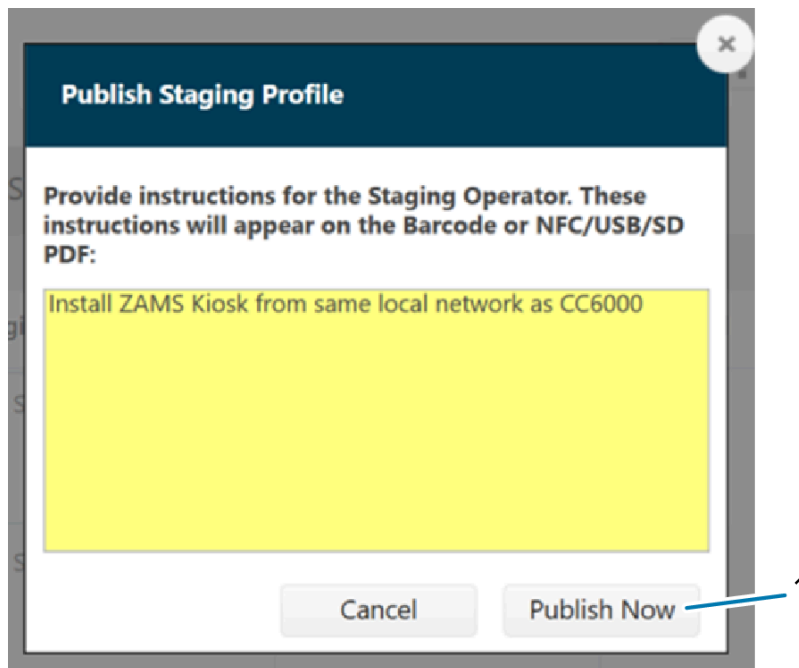 Publish Staging Profile
Provide instructions for the Staging Operator. These
instructions will appear on the Barcode or NFC/USB/SD
PDF:
Install ZAMS Kiosk from same local network as CC6000
Cancel
Publish Now